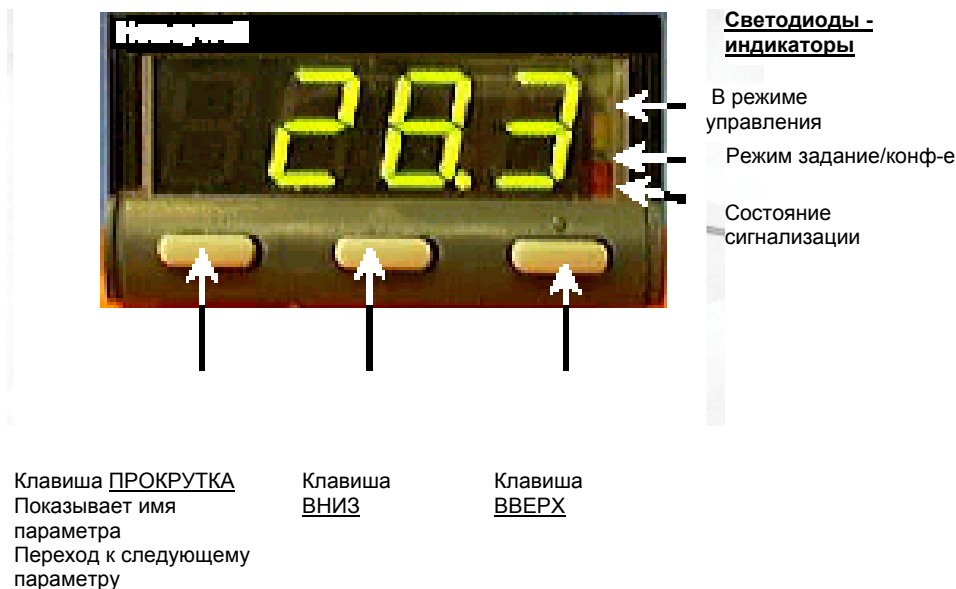 Honeywell
28.3
Светодиоды -
индикаторы
В режиме
управления
Режим задание/конф-е
Состояние
сигнализации
Клавиша ПРОКРУТКА
Показывает имя
параметра
Переход к следующему
параметру
Клавиша
ВНИЗ
Клавиша
ВВЕРХ